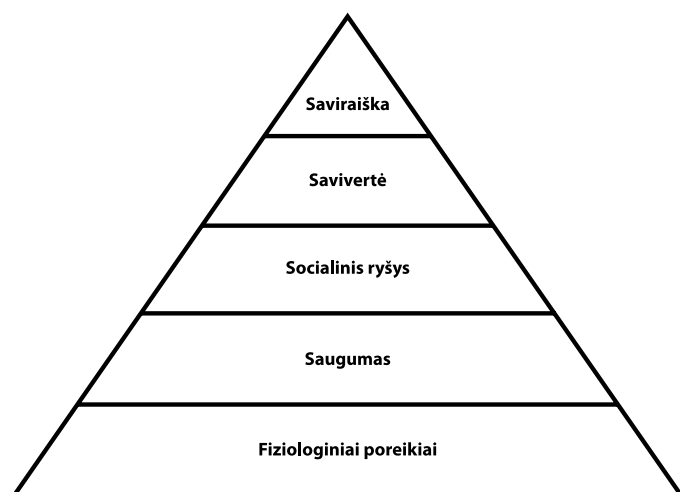 Saviraiška
Savivertė
Socialinis ryšys
Saugumas
Fiziologiniai poreikiai